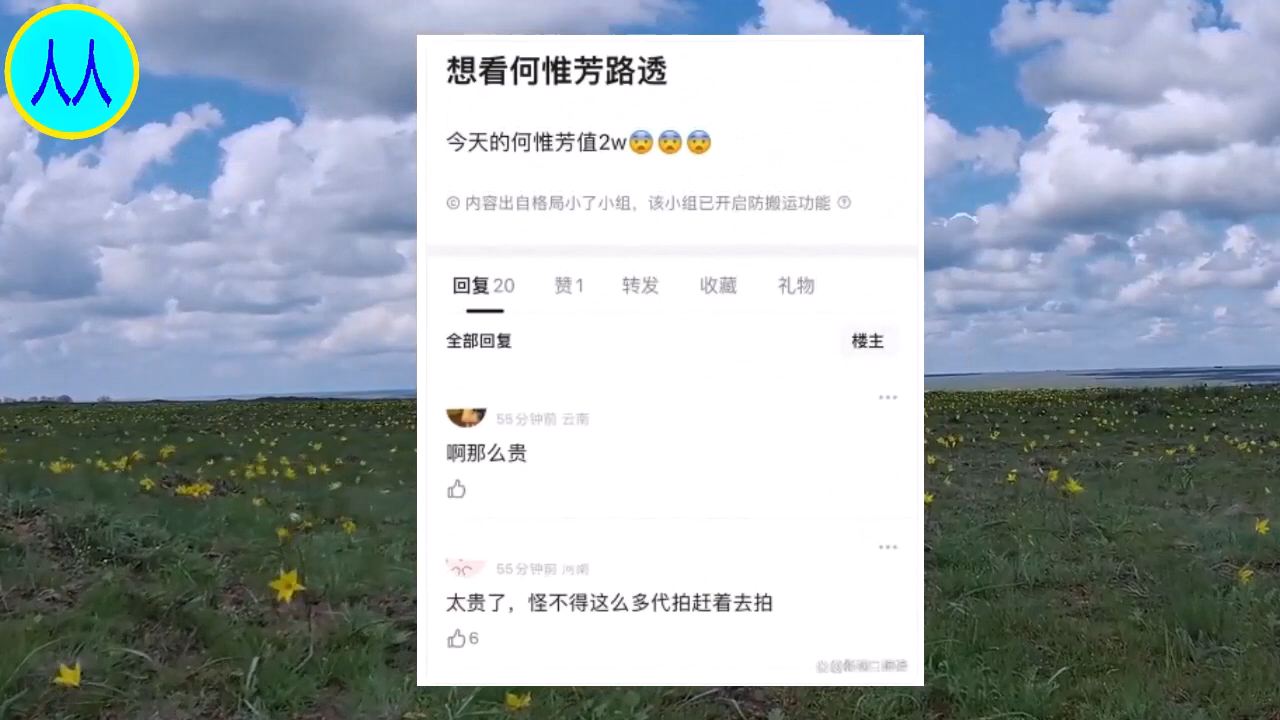 想看何惟芳路透
今天的何惟芳值2w😨😨😨
© 内容出自格局小了小组，该小组已开启防搬运功能 ?
回复 20 赞 1 转发 收藏 礼物
全部回复 楼主
55分钟前 云南
啊那么贵
55分钟前 河南
太贵了，怪不得这么多代拍赶着去拍
6